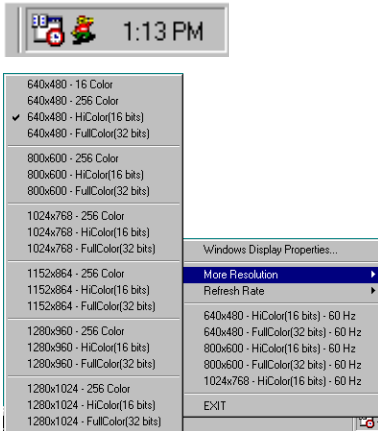 1:13 PM
640x480 - 16 Color
640x480 - 256 Color
640x480 - HiColor(16 bits)
640x480 - FullColor(32 bits)
800x600 - 256 Color
800x600 - HiColor(16 bits)
800x600 - FullColor(32 bits)
1024x768 - 256 Color
1024x768 - HiColor(16 bits)
1024x768 - FullColor(32 bits)
1152x864 - 256 Color
1152x864 - HiColor(16 bits)
1152x864 - FullColor(32 bits)
1280x960 - 256 Color
1280x960 - HiColor(16 bits)
1280x960 - FullColor(32 bits)
1280x1024 - 256 Color
1280x1024 - HiColor(16 bits)
1280x1024 - FullColor(32 bits)
Windows Display Properties...
More Resolution
Refresh Rate
640x480 - HiColor(16 bits) - 60 Hz
640x480 - FullColor(32 bits) - 60 Hz
800x600 - HiColor(16 bits) - 60 Hz
800x600 - FullColor(32 bits) - 60 Hz
1024x768 - HiColor(16 bits) - 60 Hz
EXIT